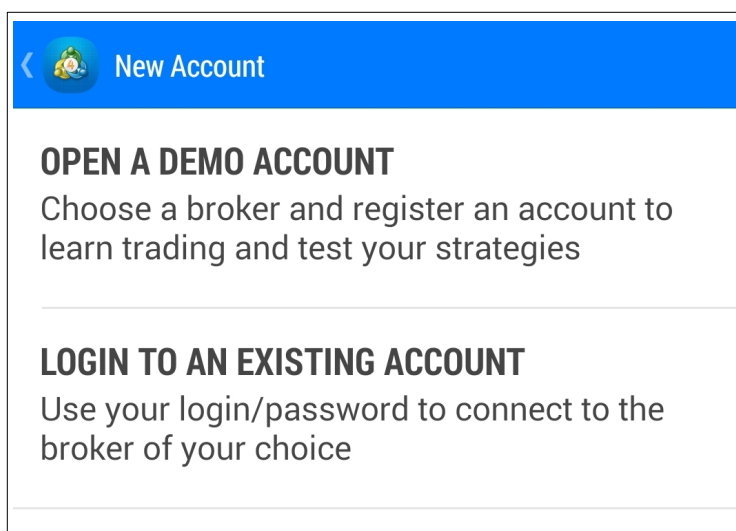 New Account
OPEN A DEMO ACCOUNT
Choose a broker and register an account to
learn trading and test your strategies
LOGIN TO AN EXISTING ACCOUNT
Use your login/password to connect to the
broker of your choice